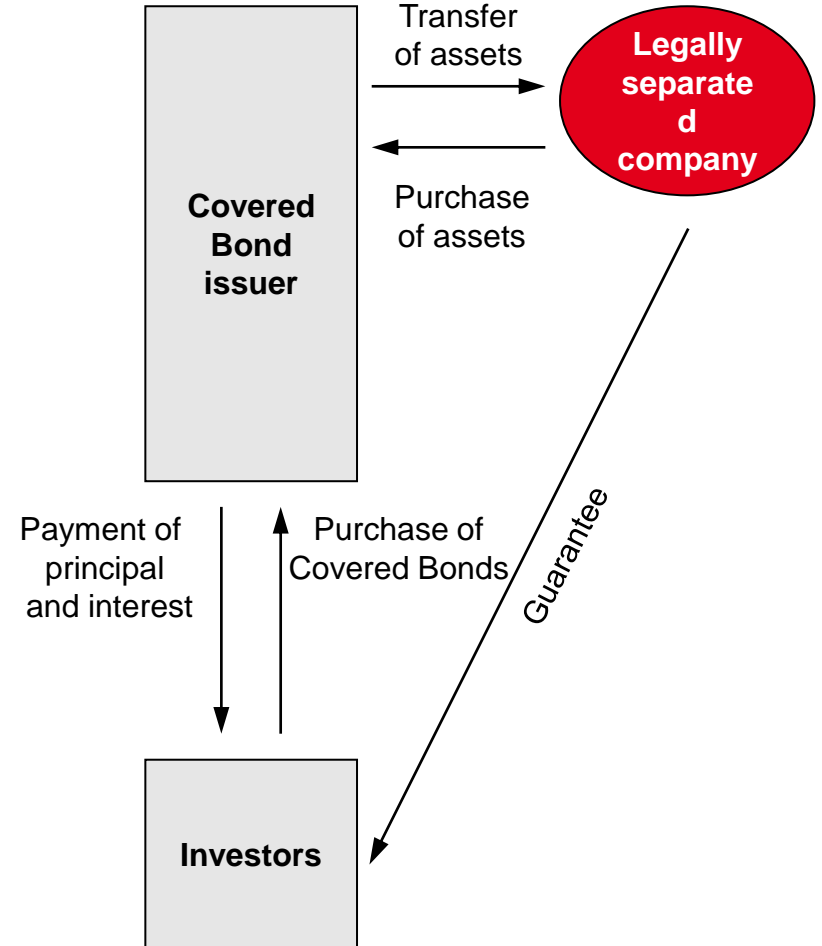 Transfer
of assets
Legally
separate
d
company
Covered
Bond
issuer
Purchase
of assets
Payment of
principal
and interest
Purchase of
Covered Bonds
Guarantee
Investors